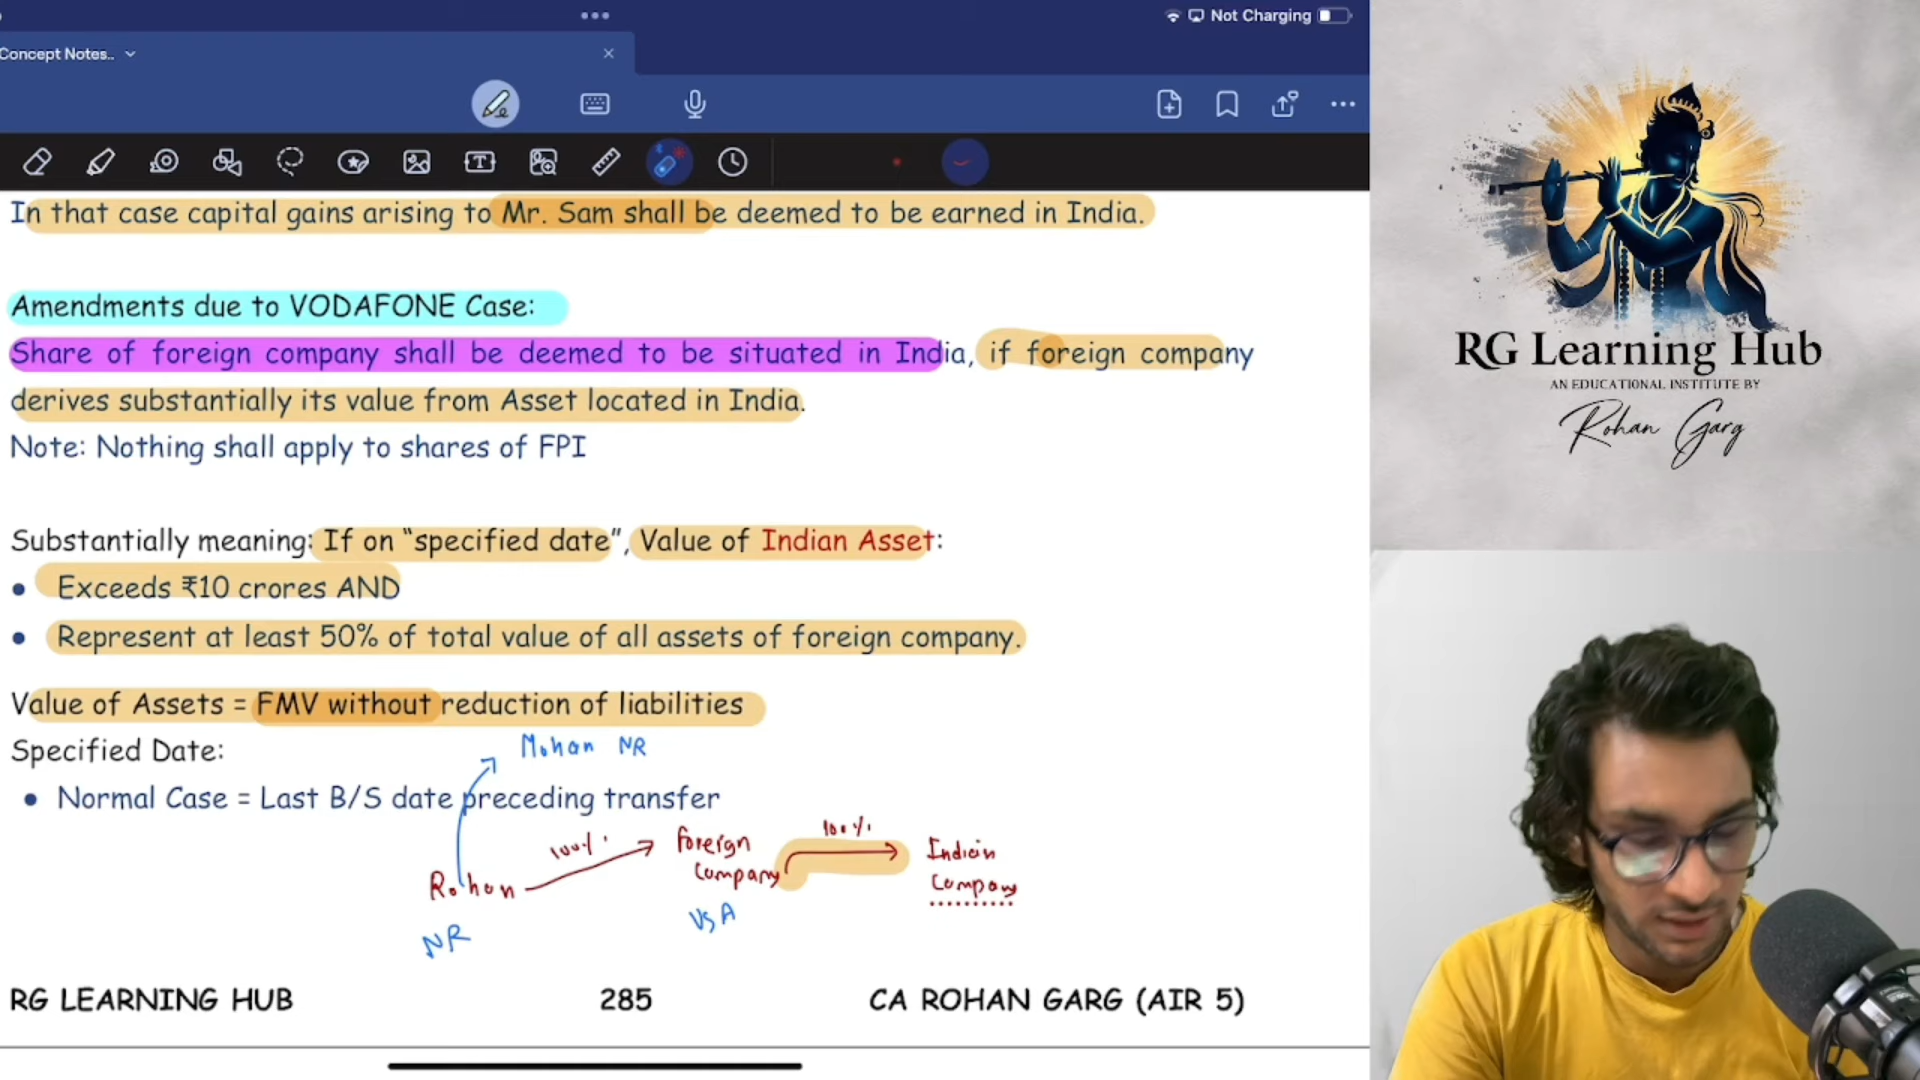 Not Charging
Concept Notes..
In that case capital gains arising to Mr. Sam shall be deemed to be earned in India.
Amendments due to VODAFONE Case:
Share of foreign company shall be deemed to be situated in India, if foreign company
derives substantially its value from Asset located in India.
Note: Nothing shall apply to shares of FPI
Substantially meaning: If on “specified date”, Value of Indian Asset:
• Exceeds ₹10 crores AND
• Represent at least 50% of total value of all assets of foreign company.
Value of Assets = FMV without reduction of liabilities
Specified Date:
Mohan NR
• Normal Case = Last B/S date preceding transfer
Rohan 100% Foreign Company 100% Indian Company
NR
USA
RG LEARNING HUB 285 CA ROHAN GARG (AIR 5)
RG Learning Hub
AN EDUCATIONAL INSTITUTE BY
Rohan Garg